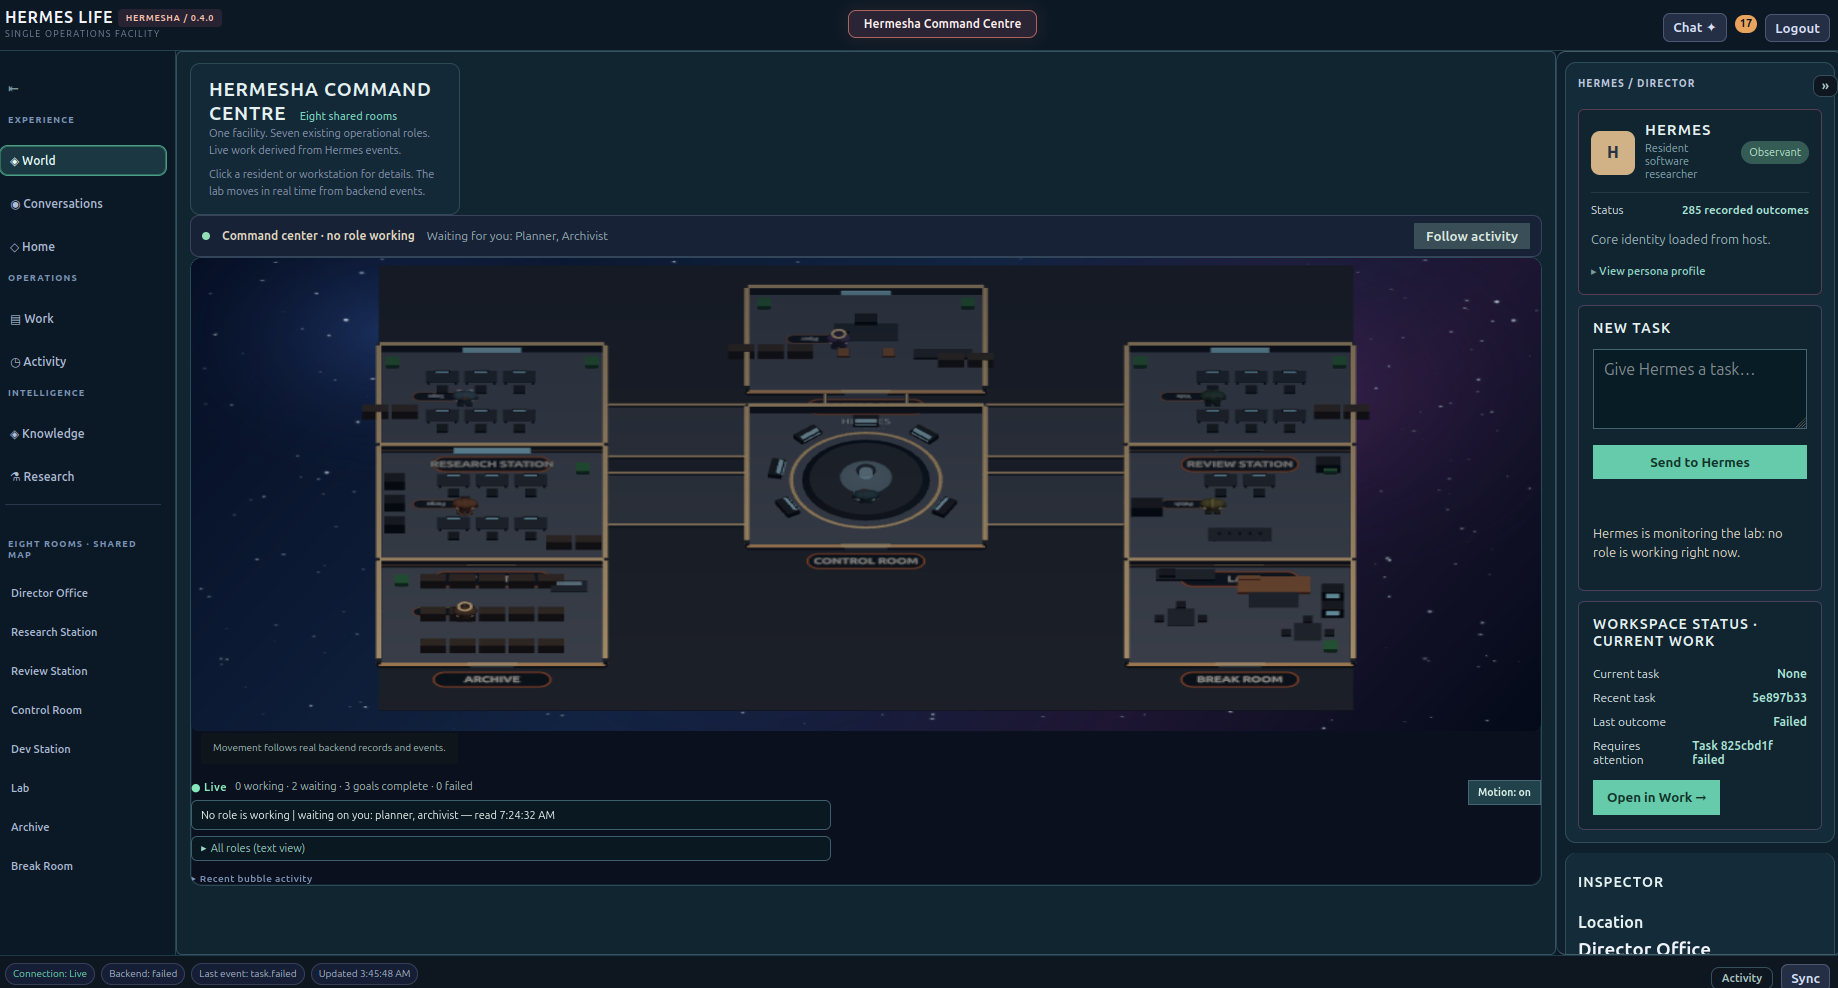 HERMES LIFE HERMESHA / 0.4.0
SINGLE OPERATIONS FACILITY
Hermesha Command Centre
Chat ✦ 17 Logout
⇤
EXPERIENCE
◈ World
◉ Conversations
◇ Home
OPERATIONS
▤ Work
◷ Activity
INTELLIGENCE
◈ Knowledge
⚗ Research
EIGHT ROOMS · SHARED
MAP
Director Office
Research Station
Review Station
Control Room
Dev Station
Lab
Archive
Break Room
HERMESHA COMMAND
CENTRE Eight shared rooms
One facility. Seven existing operational roles.
Live work derived from Hermes events.
Click a resident or workstation for details. The
lab moves in real time from backend events.
Command center · no role working Waiting for you: Planner, Archivist
Follow activity
RESEARCH STATION
REVIEW STATION
CONTROL ROOM
ARCHIVE
BREAK ROOM
Movement follows real backend records and events.
Live 0 working · 2 waiting · 3 goals complete · 0 failed
Motion: on
No role is working | waiting on you: planner, archivist — read 7:24:32 AM
▸ All roles (text view)
▸ Recent bubble activity
HERMES / DIRECTOR
»
H
HERMES
Resident
software
researcher
Observant
Status 285 recorded outcomes
Core identity loaded from host.
▸ View persona profile
NEW TASK
Give Hermes a task...
Send to Hermes
Hermes is monitoring the lab: no
role is working right now.
WORKSPACE STATUS ·
CURRENT WORK
Current task None
Recent task 5e897b33
Last outcome Failed
Requires Task 825cbd1f
attention failed
Open in Work →
INSPECTOR
Location
Director Office
Connection: Live Backend: failed Last event: task.failed Updated 3:45:48 AM
Activity Sync